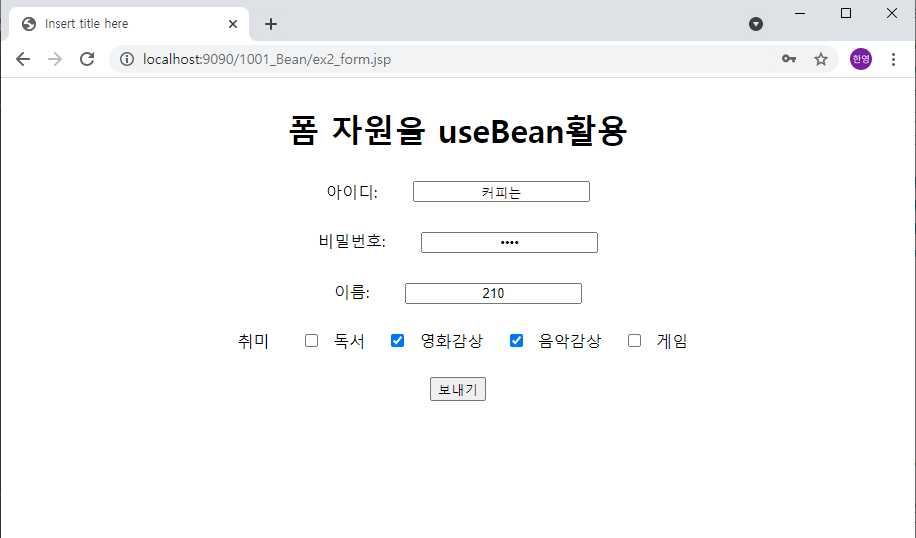 Insert title here
localhost:9090/1001_Bean/ex2_form.jsp
한영
폼 자원을 useBean활용
아이디: 커피는
비밀번호: ••••
이름: 210
취미 독서 영화감상 음악감상 게임
보내기